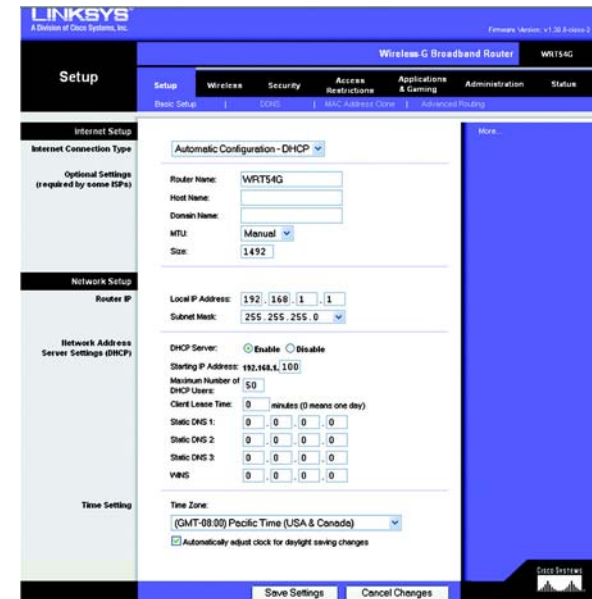 LINKSYS
A Division of Cisco Systems, Inc.
Wireless-G Broadband Router WRT54G
Setup
Setup Wireless Security Access Restrictions Applications & Gaming Administration Status
Basic Setup | DDNS | MAC Address Clone | Advanced Routing
Internet Setup
More...
Internet Connection Type
Automatic Configuration - DHCP
Optional Settings
(required by some ISPs)
Router Name: WRT54G
Host Name:
Domain Name:
MTU: Manual
Size: 1492
Network Setup
Router IP
Local IP Address: 192 . 168 . 1 . 1
Subnet Mask: 255.255.255.0
Network Address
Server Settings (DHCP)
DHCP Server: Enable Disable
Starting IP Address: 192.168.1. 100
Maximum Number of
DHCP Users: 50
Client Lease Time: 0 minutes (0 means one day)
Static DNS 1: 0 . 0 . 0 . 0
Static DNS 2: 0 . 0 . 0 . 0
Static DNS 3: 0 . 0 . 0 . 0
WINS 0 . 0 . 0 . 0
Time Setting
Time Zone:
(GMT-08:00) Pacific Time (USA & Canada)
Automatically adjust clock for daylight saving changes
Save Settings Cancel Changes
CISCO SYSTEMS